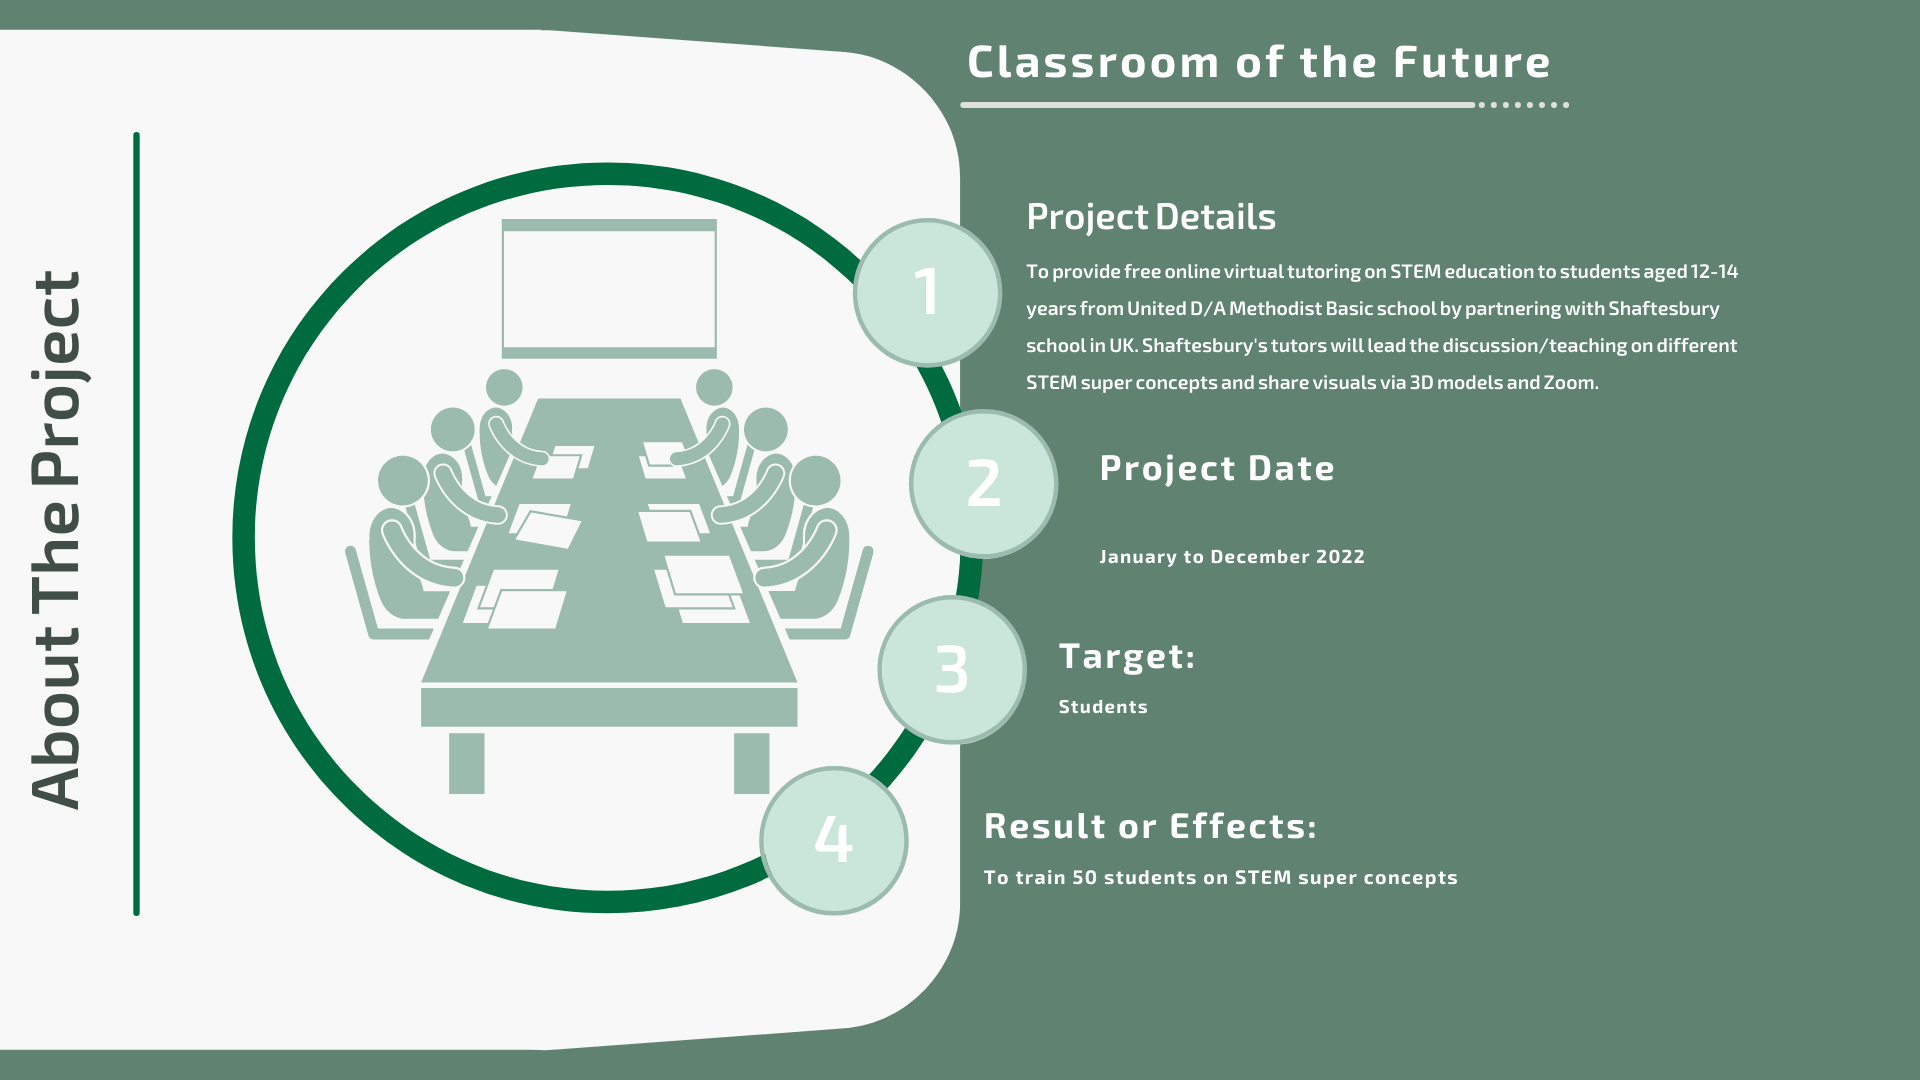 About The Project
Classroom of the Future
1
Project Details
To provide free online virtual tutoring on STEM education to students aged 12-14
years from United D/A Methodist Basic school by partnering with Shaftesbury
school in UK. Shaftesbury's tutors will lead the discussion/teaching on different
STEM super concepts and share visuals via 3D models and Zoom.
2
Project Date
January to December 2022
3
Target:
Students
4
Result or Effects:
To train 50 students on STEM super concepts